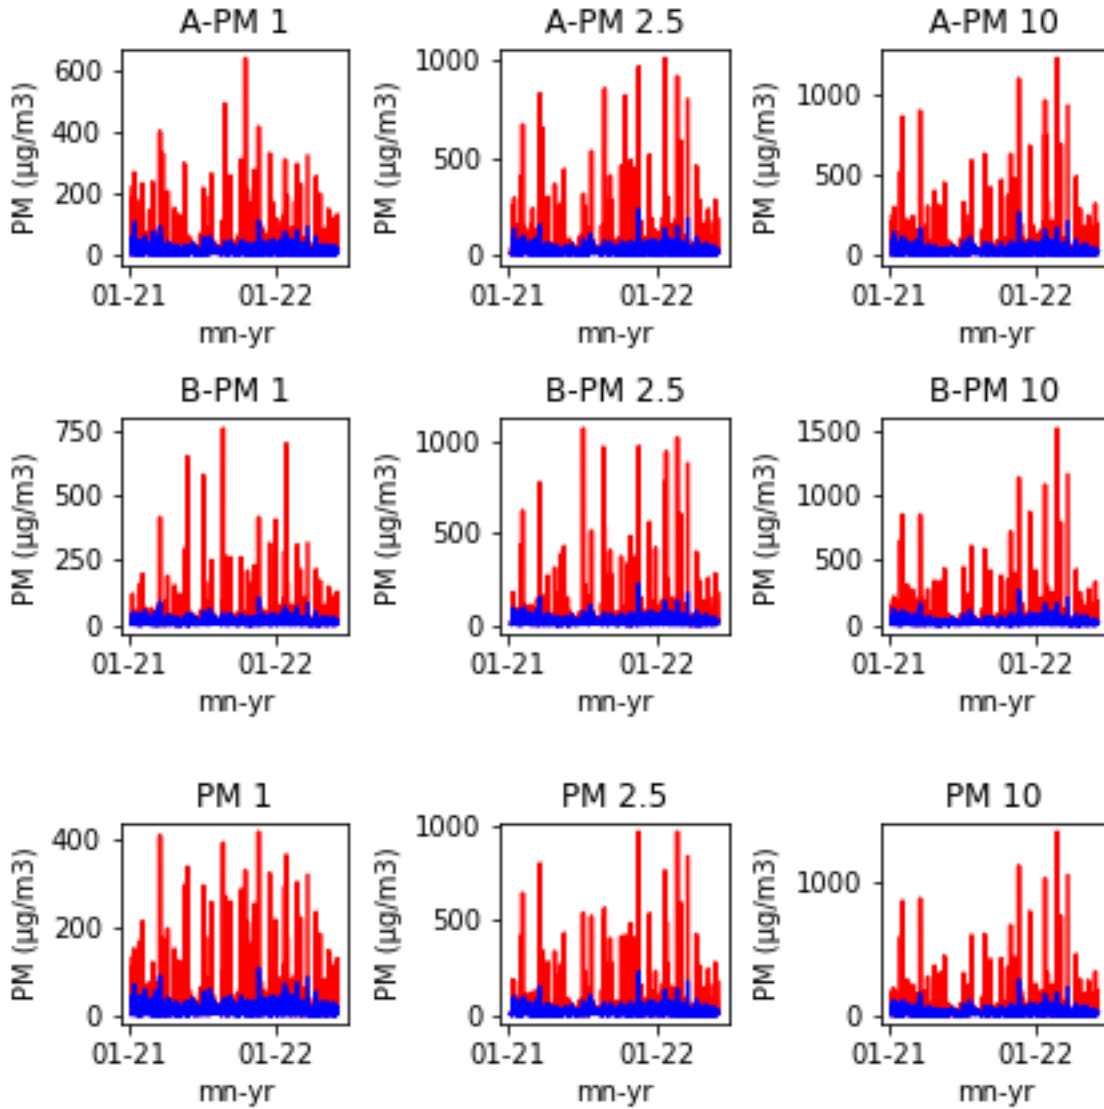 A-PM 1 A-PM 2.5 A-PM 10
PM (µg/m3)
600
400
200
0
01-21 01-22
mn-yr
PM (µg/m3)
1000
500
0
01-21 01-22
mn-yr
PM (µg/m3)
1000
500
0
01-21 01-22
mn-yr
B-PM 1 B-PM 2.5 B-PM 10
PM (µg/m3)
750
500
250
0
01-21 01-22
mn-yr
PM (µg/m3)
1000
500
0
01-21 01-22
mn-yr
PM (µg/m3)
1500
1000
500
0
01-21 01-22
mn-yr
PM 1 PM 2.5 PM 10
PM (µg/m3)
400
200
0
01-21 01-22
mn-yr
PM (µg/m3)
1000
500
0
01-21 01-22
mn-yr
PM (µg/m3)
1000
0
01-21 01-22
mn-yr